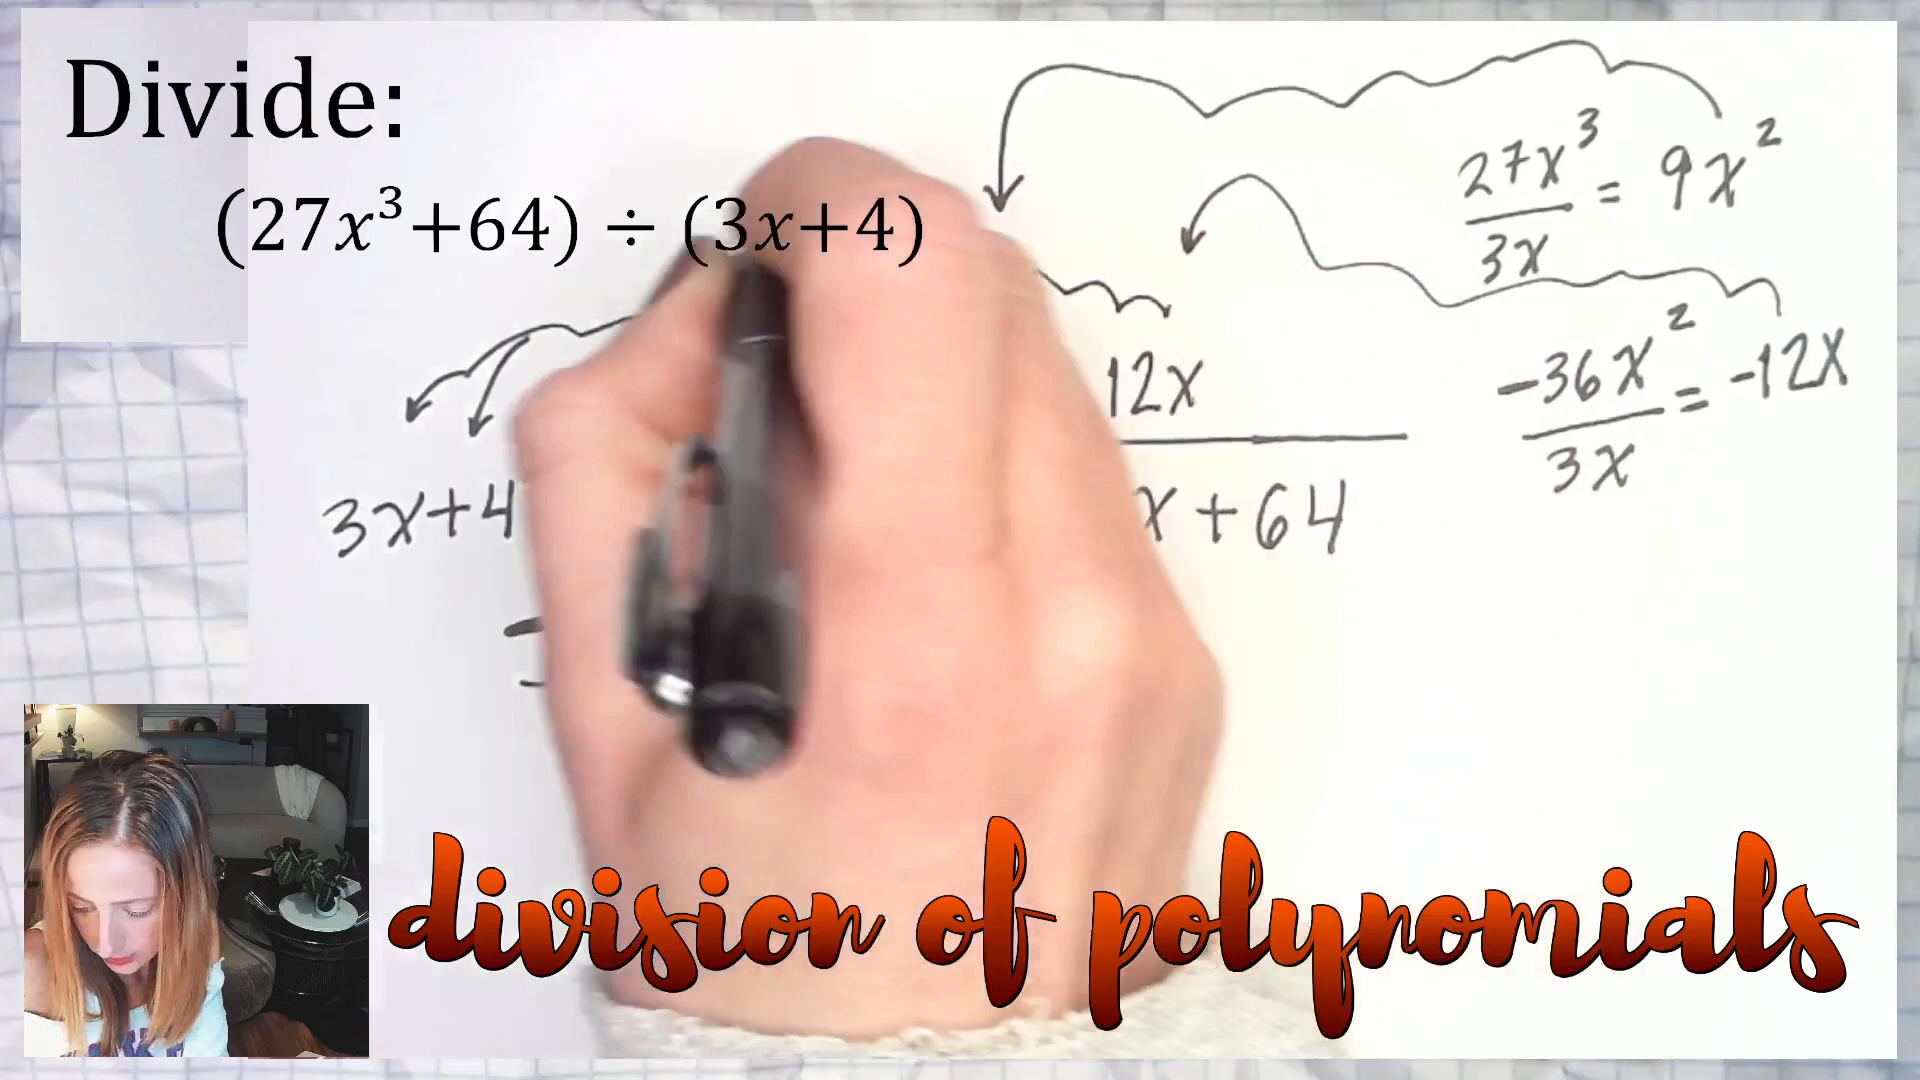 Divide:
(27x³+64) ÷ (3x+4)
27x³/3x = 9x²
-36x²/3x = -12x
12x
3x+4
x + 64
division of polynomials